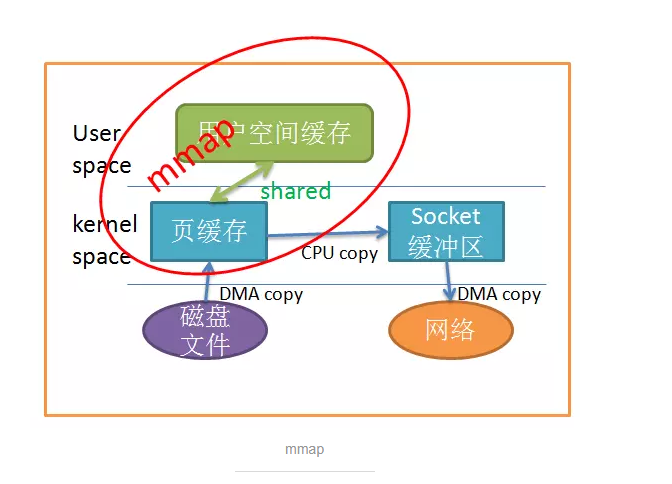 mmap
User
space
用户空间缓存
shared
kernel
space
页缓存
CPU copy
Socket
缓冲区
DMA copy
DMA copy
磁盘
文件
网络
mmap